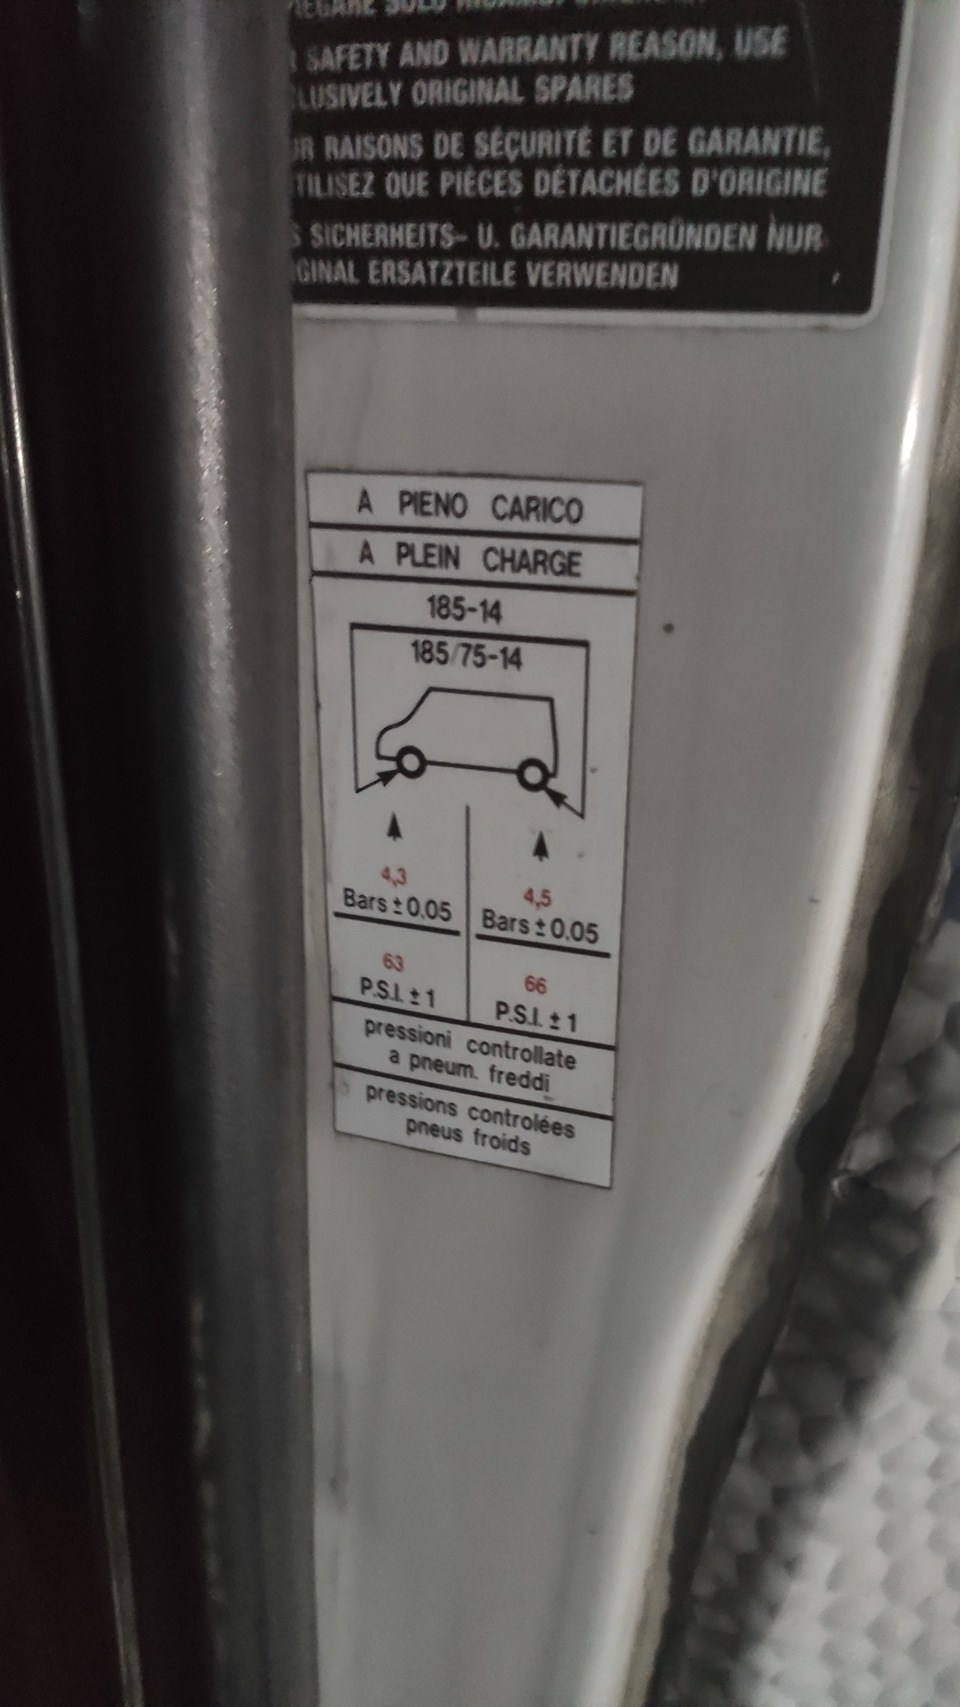 SAFETY AND WARRANTY REASON, USE
ORIGINAL SPARES
RAISONS DE SÉCURITÉ ET DE GARANTIE,
QUE PIÈCES DÉTACHÉES D'ORIGINE
SICHERHEITS- U. GARANTIEGRÜNDEN NUR
ERSATZTEILE VERWENDEN
A PIENO CARICO
A PLEIN CHARGE
185-14
185/75-14
4,3
Bars ± 0.05
4,5
Bars ± 0.05
63
P.S.I. ± 1
66
P.S.I. ± 1
pressioni controllate
a pneum. freddi
pressions controlées
pneus froids